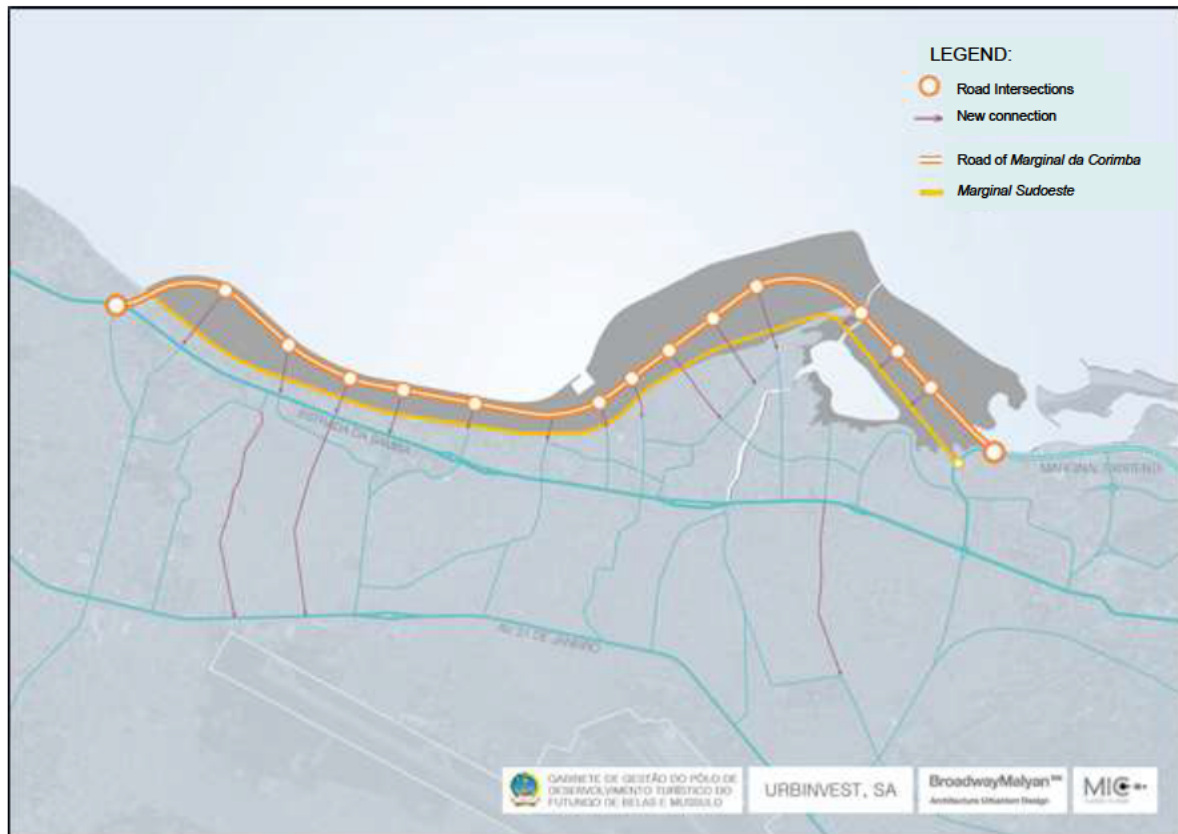 LEGEND:
Road Intersections
New connection
Road of Marginal da Corimba
Marginal Sudoeste
ESTRADA DA SAMBA
MARGINAL EXISTENTE
AV. 21 DE JANEIRO
GABINETE DE GESTÃO DO PÓLO DE
DESENVOLVIMENTO TURÍSTICO DO
FUTUNGO DE BELAS E MUSSULO
URBINVEST, SA
BroadwayMalyan
Architecture Urbanism Design
MIC